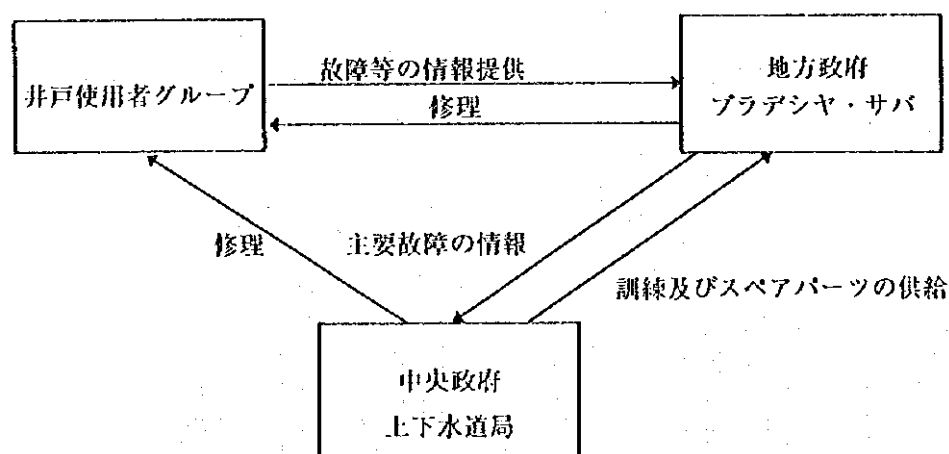 故障等の情報提供
井戸使用者グループ
修理
地方政府
プラデシヤ・サバ
修理
主要故障の情報
訓練及びスペアパーツの供給
中央政府
上下水道局